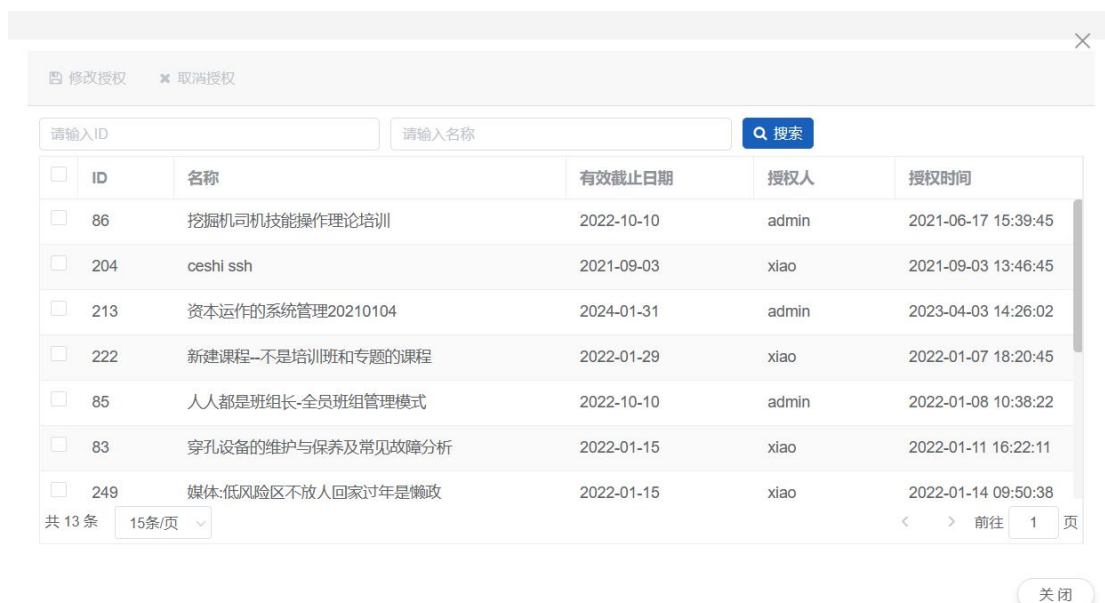 修改授权 取消授权
请输入ID 请输入名称 搜索
ID 名称 有效截止日期 授权人 授权时间
86 挖掘机司机技能操作理论培训 2022-10-10 admin 2021-06-17 15:39:45
204 ceshi ssh 2021-09-03 xiao 2021-09-03 13:46:45
213 资本运作的系统管理20210104 2024-01-31 admin 2023-04-03 14:26:02
222 新建课程--不是培训班和专题的课程 2022-01-29 xiao 2022-01-07 18:20:45
85 人人都是班组长-全员班组管理模式 2022-10-10 admin 2022-01-08 10:38:22
83 穿孔设备的维护与保养及常见故障分析 2022-01-15 xiao 2022-01-11 16:22:11
249 媒体:低风险区不放人回家过年是懒政 2022-01-15 xiao 2022-01-14 09:50:38
共 13 条 15条/页 前往 1 页
关 闭